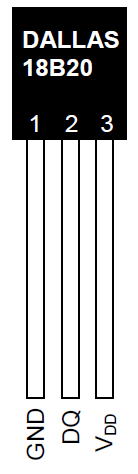 DALLAS
18B20
1 2 3
GND
DQ
VDD